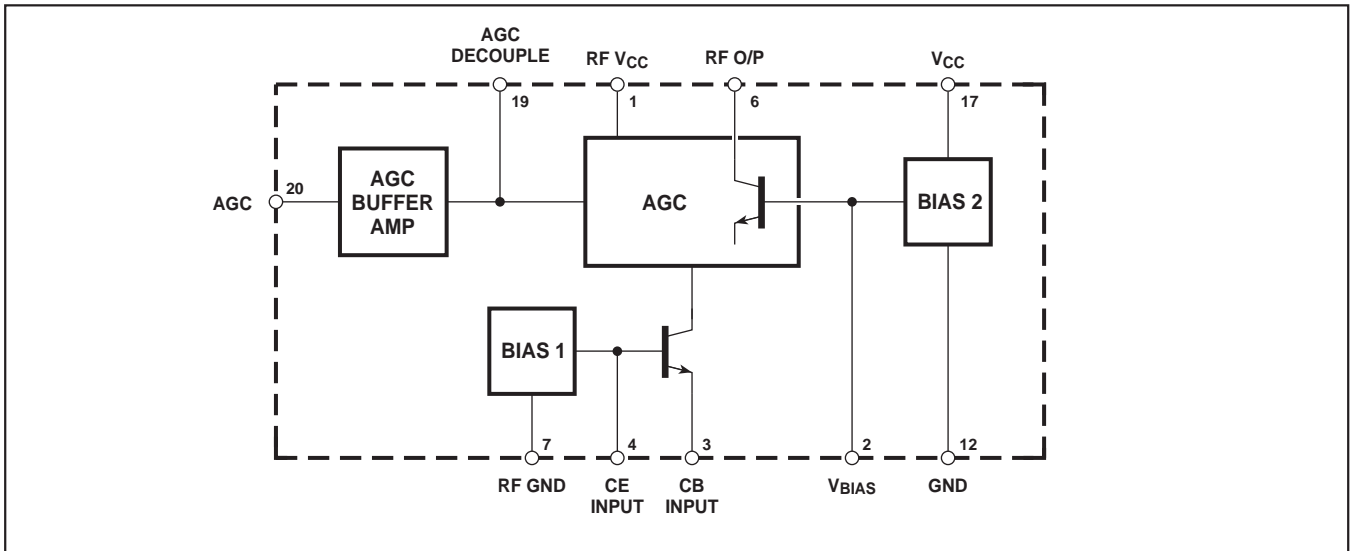 AGC
DECOUPLE
RF VCC
RF O/P
VCC
19
1
6
17
AGC
20
AGC
BUFFER
AMP
AGC
BIAS 2
BIAS 1
7
4
3
2
12
RF GND
CE
INPUT
CB
INPUT
VBIAS
GND